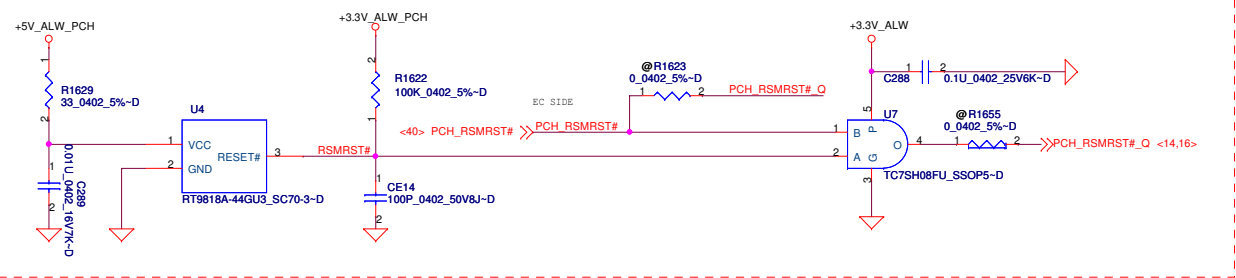 +5V_ALW_PCH
1
R1629
33_0402_5%~D
2
1
C289
0.01U_0402_16V7K~D
2
U4
1
VCC
2
GND
RESET#
3
RT9818A-44GU3_SC70-3~D
RSMRST#
+3.3V_ALW_PCH
2
R1622
100K_0402_5%~D
1
1
CE14
100P_0402_50V8J~D
2
EC SIDE
<40> PCH_RSMRST#
PCH_RSMRST#
@R1623
0_0402_5%~D
1
2
PCH_RSMRST#_Q
+3.3V_ALW
C288
1
2
0.1U_0402_25V6K~D
5
U7
1
B
P
2
A
G
O
4
3
TC7SH08FU_SSOP5~D
@R1655
0_0402_5%~D
1
2
PCH_RSMRST#_Q <14,16>